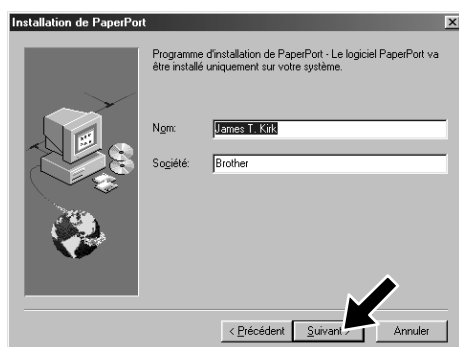 Installation de PaperPort
Programme d'installation de PaperPort - Le logiciel PaperPort va
être installé uniquement sur votre système.
Nom:
James T. Kirk
Société:
Brother
< Précédent
Suivant >
Annuler